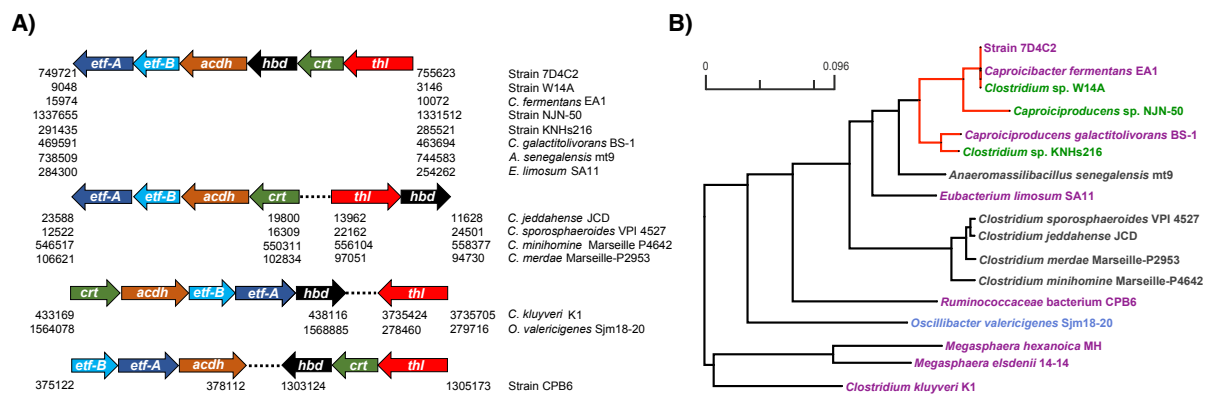 A)
etf-A etf-B acdh hbd crt thl
749721 755623 Strain 7D4C2
9048 3146 Strain W14A
15974 10072 C. fermentans EA1
1337655 1331512 Strain NJN-50
291435 285521 Strain KNHs216
469591 463694 C. galactitolivorans BS-1
738509 744583 A. senegalensis mt9
284300 254262 E. limosum SA11
etf-A etf-B acdh crt thl hbd
23588 19800 13962 11628 C. jeddahense JCD
12522 16309 22162 24501 C. sporosphaeroides VPI 4527
546517 550311 556104 558377 C. minihomine Marseille P4642
106621 102834 97051 94730 C. merdae Marseille-P2953
crt acdh etf-B etf-A hbd thl
433169 438116 3735424 3735705 C. kluyveri K1
1564078 1568885 278460 279716 O. valericigenes Sjm18-20
etf-B etf-A acdh hbd crt thl
375122 378112 1303124 1305173 Strain CPB6
B)
0 0.096
Strain 7D4C2
Caproicibacter fermentans EA1
Clostridium sp. W14A
Caproiciproducens sp. NJN-50
Caproiciproducens galactitolivorans BS-1
Clostridium sp. KNHs216
Anaeromassilibacillus senegalensis mt9
Eubacterium limosum SA11
Clostridium sporosphaeroides VPI 4527
Clostridium jeddahense JCD
Clostridium merdae Marseille-P2953
Clostridium minihomine Marseille-P4642
Ruminococcaceae bacterium CPB6
Oscillibacter valericigenes Sjm18-20
Megasphaera hexanoica MH
Megasphaera elsdenii 14-14
Clostridium kluyveri K1